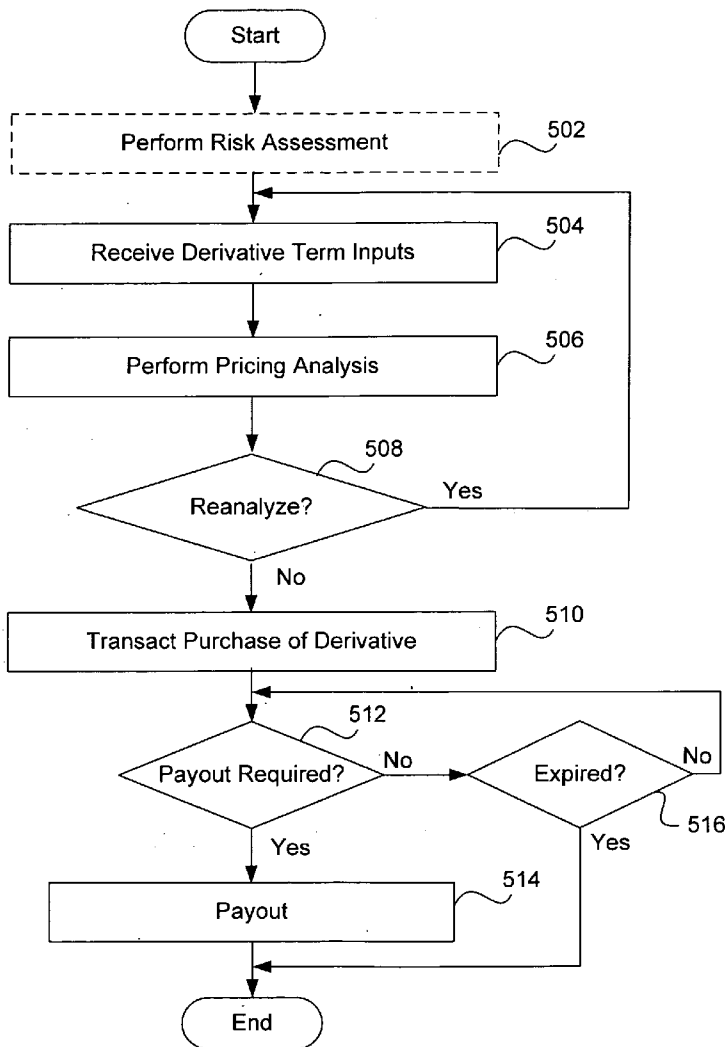 Start
Perform Risk Assessment
502
Receive Derivative Term Inputs
504
Perform Pricing Analysis
506
508
Reanalyze?
Yes
No
Transact Purchase of Derivative
510
512
Payout Required?
No
Expired?
No
516
Yes
Yes
Payout
514
End